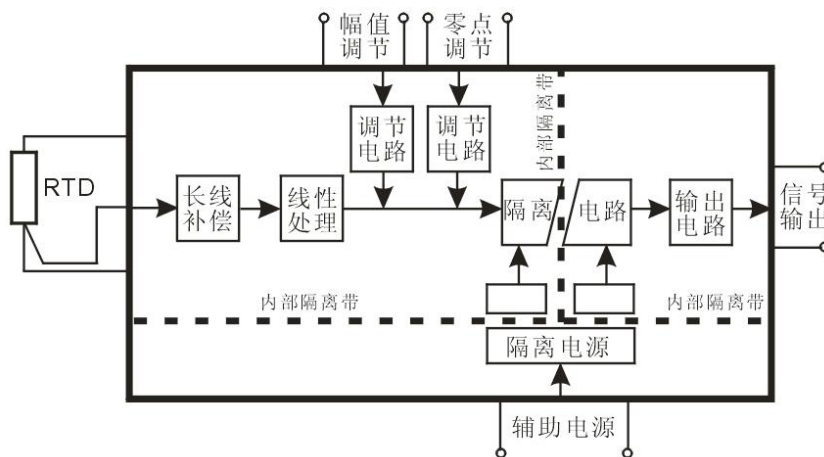 幅值
调节
零点
调节
调节
电路
调节
电路
内部隔离带
RTD
长线
补偿
线性
处理
隔离
电路
输出
电路
信号
输出
内部隔离带
内部隔离带
隔离电源
辅助电源